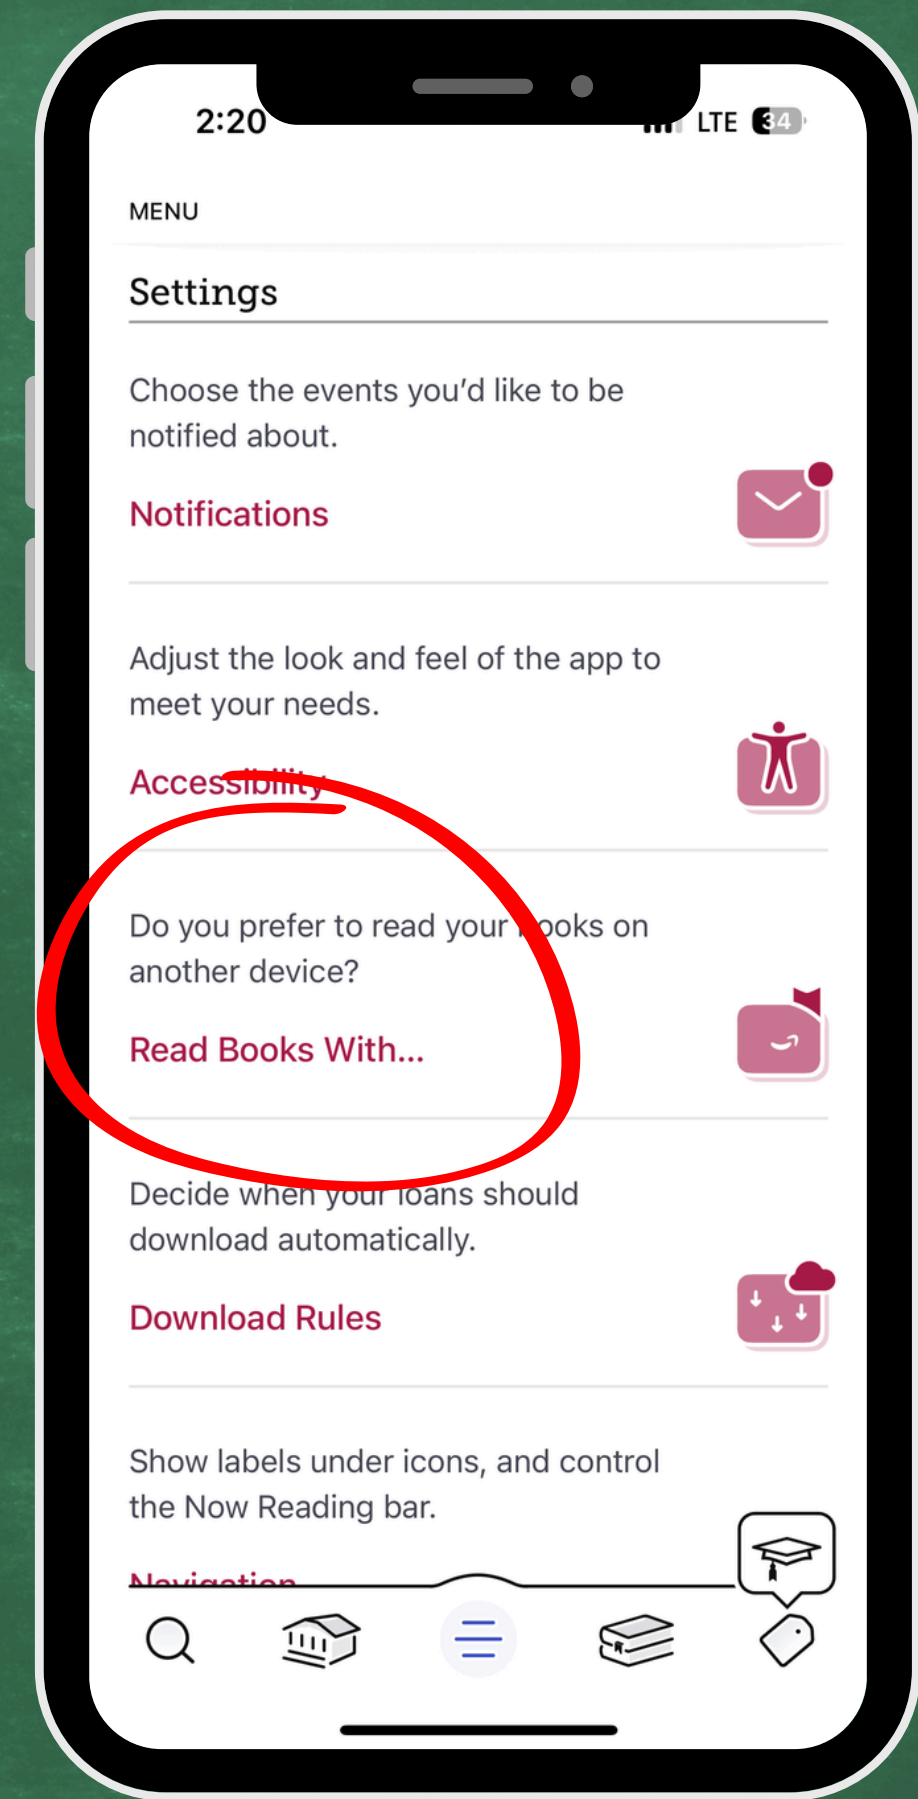 2:20 LTE 34
MENU
Settings
Choose the events you’d like to be
notified about.
Notifications
Adjust the look and feel of the app to
meet your needs.
Accessibility
Do you prefer to read your books on
another device?
Read Books With...
Decide when your loans should
download automatically.
Download Rules
Show labels under icons, and control
the Now Reading bar.
Navigation